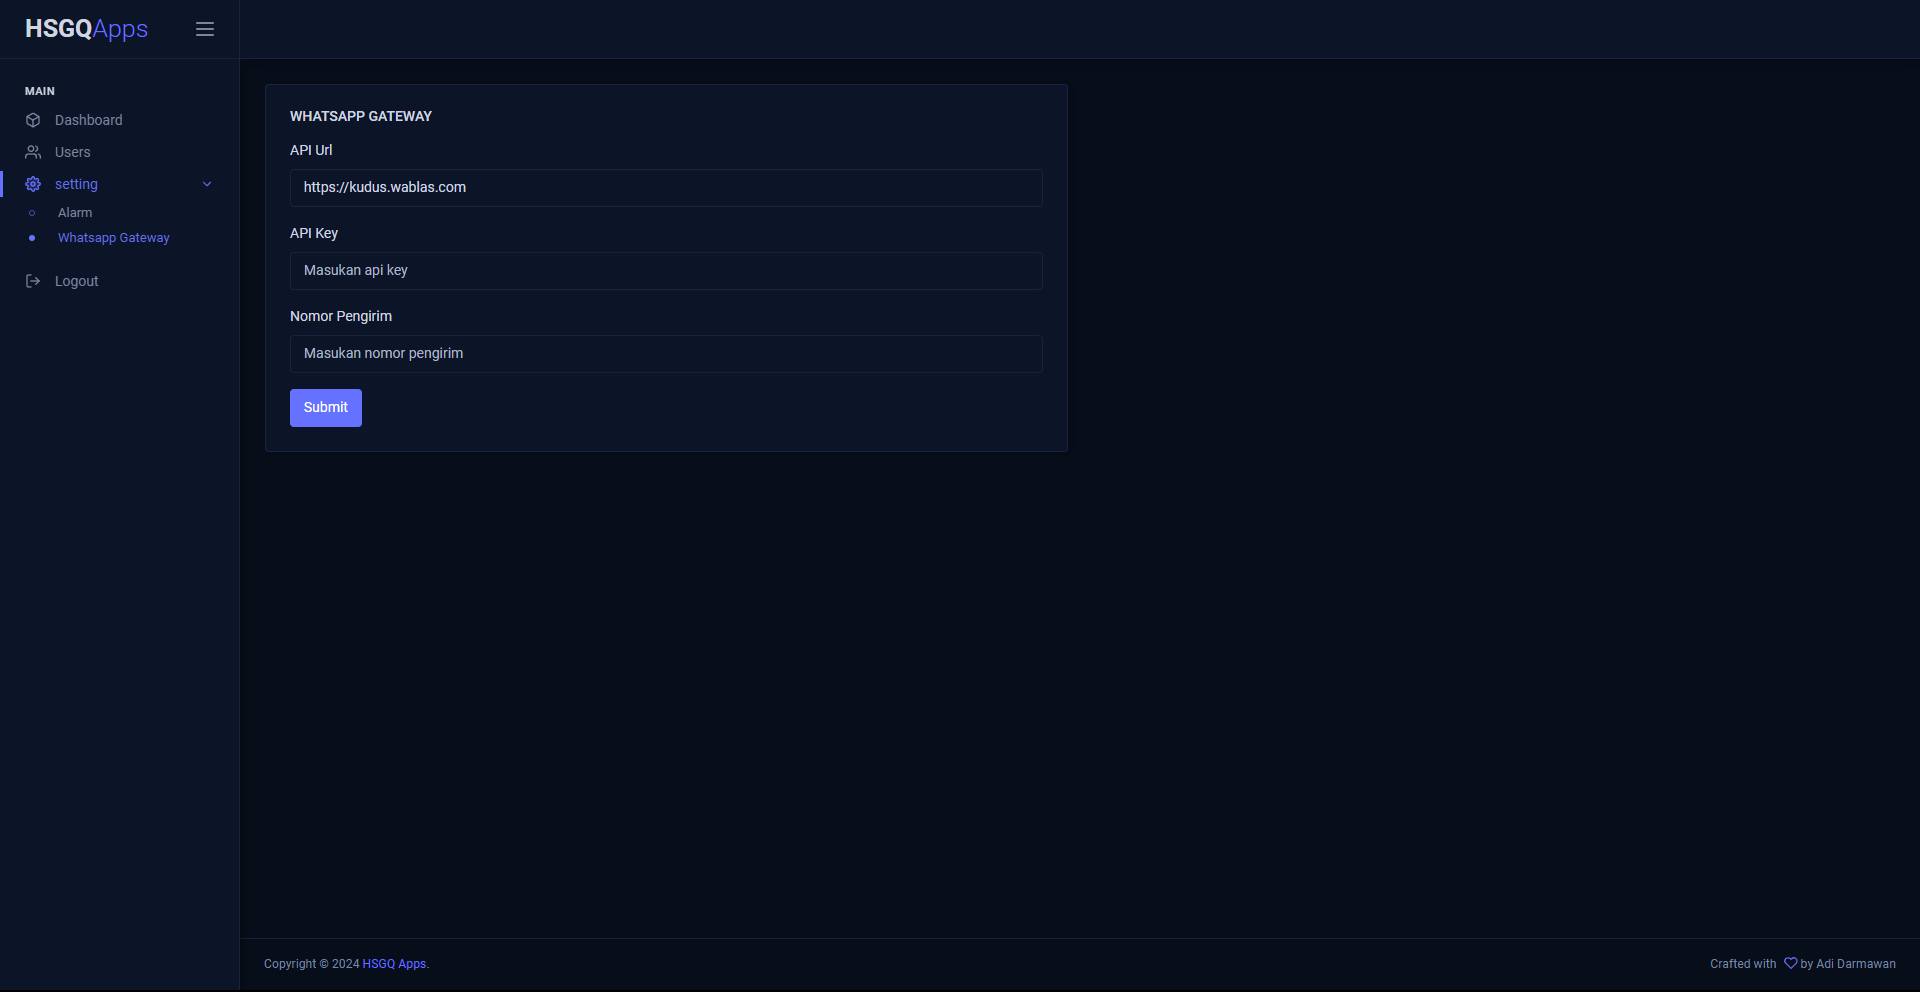 HSGQApps
MAIN
Dashboard
Users
setting
Alarm
Whatsapp Gateway
Logout
WHATSAPP GATEWAY
API Url
https://kudus.wablas.com
API Key
Masukan api key
Nomor Pengirim
Masukan nomor pengirim
Submit
Copyright © 2024 HSGQ Apps.
Crafted with by Adi Darmawan